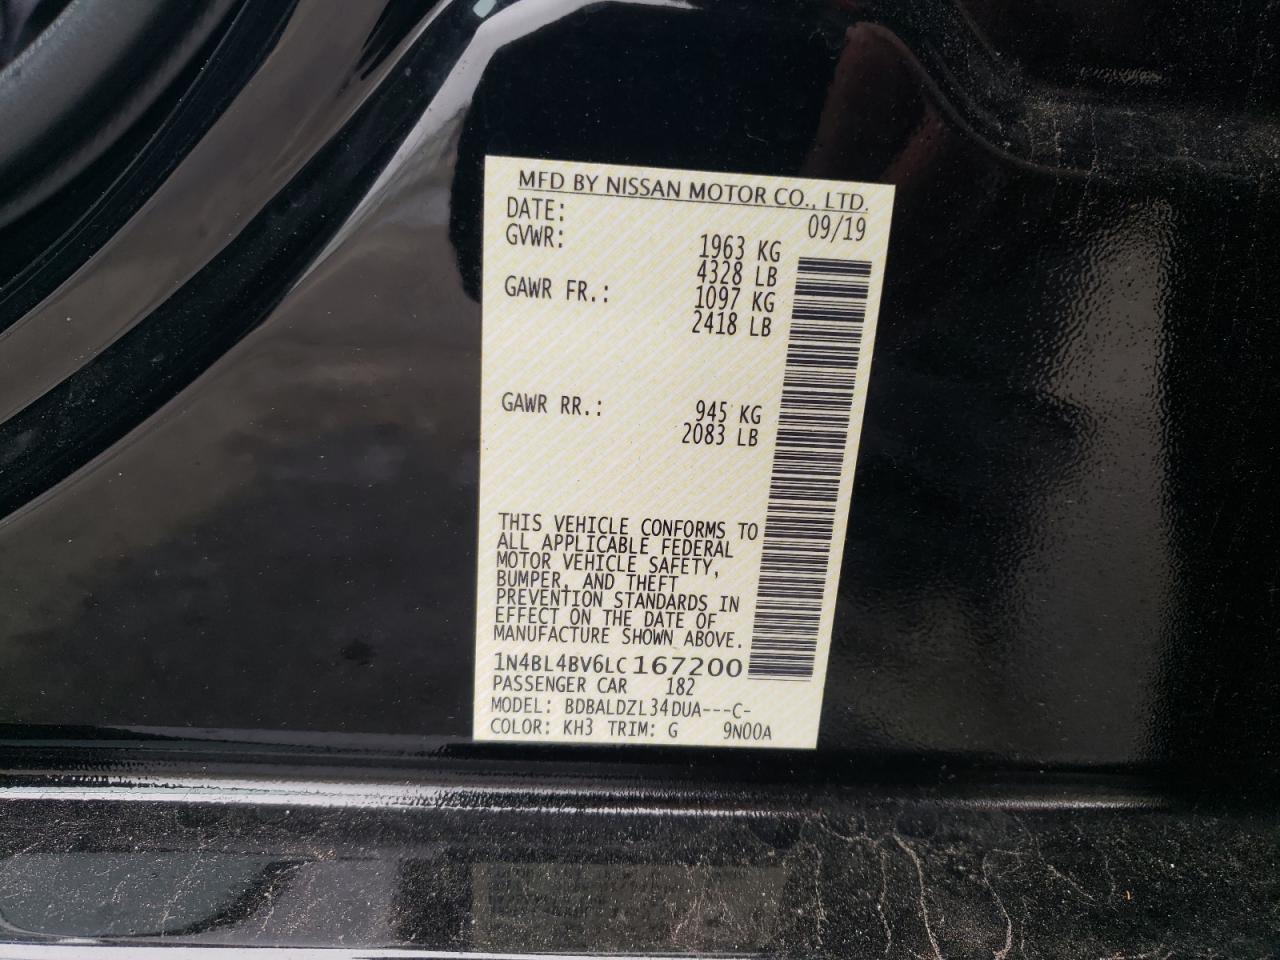 MFD BY NISSAN MOTOR CO., LTD.
DATE: 09/19
GVWR: 1963 KG
4328 LB
GAWR FR.: 1097 KG
2418 LB
GAWR RR.: 945 KG
2083 LB
THIS VEHICLE CONFORMS TO
ALL APPLICABLE FEDERAL
MOTOR VEHICLE SAFETY,
BUMPER, AND THEFT
PREVENTION STANDARDS IN
EFFECT ON THE DATE OF
MANUFACTURE SHOWN ABOVE.
1N4BL4BV6LC167200
PASSENGER CAR 182
MODEL: BDBALDZL34DUA---C-
COLOR: KH3 TRIM: G 9N00A